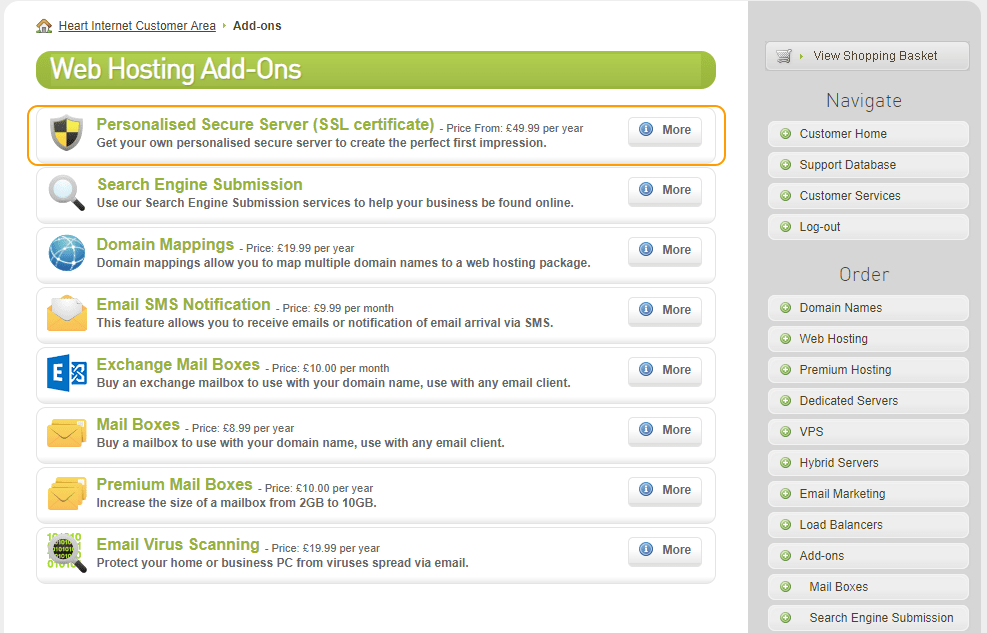 Heart Internet Customer Area Add-ons
Web Hosting Add-Ons
Personalised Secure Server (SSL certificate) - Price From: £49.99 per year
Get your own personalised secure server to create the perfect first impression.
More
Search Engine Submission
Use our Search Engine Submission services to help your business be found online.
More
Domain Mappings - Price: £19.99 per year
Domain mappings allow you to map multiple domain names to a web hosting package.
More
Email SMS Notification - Price: £9.99 per month
This feature allows you to receive emails or notification of email arrival via SMS.
More
Exchange Mail Boxes - Price: £10.00 per month
Buy an exchange mailbox to use with your domain name, use with any email client.
More
Mail Boxes - Price: £8.99 per year
Buy a mailbox to use with your domain name, use with any email client.
More
Premium Mail Boxes - Price: £10.00 per year
Increase the size of a mailbox from 2GB to 10GB.
More
Email Virus Scanning - Price: £19.99 per year
Protect your home or business PC from viruses spread via email.
More
View Shopping Basket
Navigate
Customer Home
Support Database
Customer Services
Log-out
Order
Domain Names
Web Hosting
Premium Hosting
Dedicated Servers
VPS
Hybrid Servers
Email Marketing
Load Balancers
Add-ons
Mail Boxes
Search Engine Submission